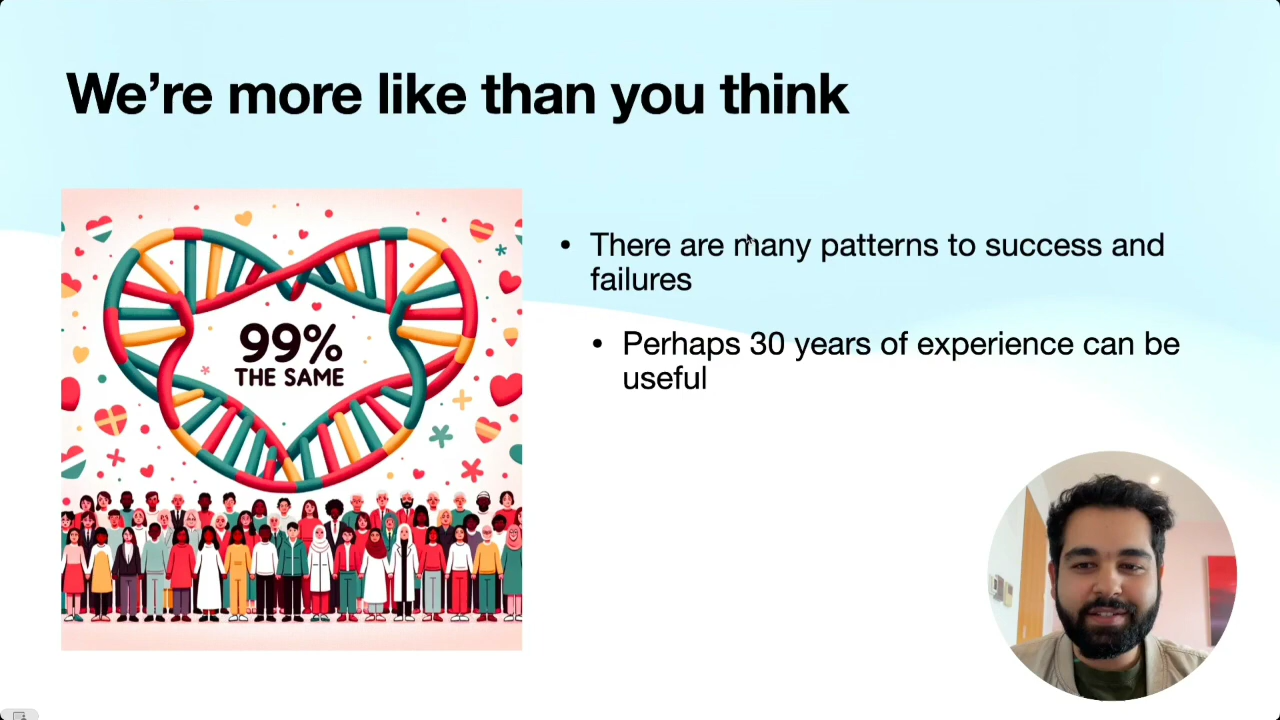 We’re more like than you think
99%
THE SAME
• There are many patterns to success and
failures
• Perhaps 30 years of experience can be
useful